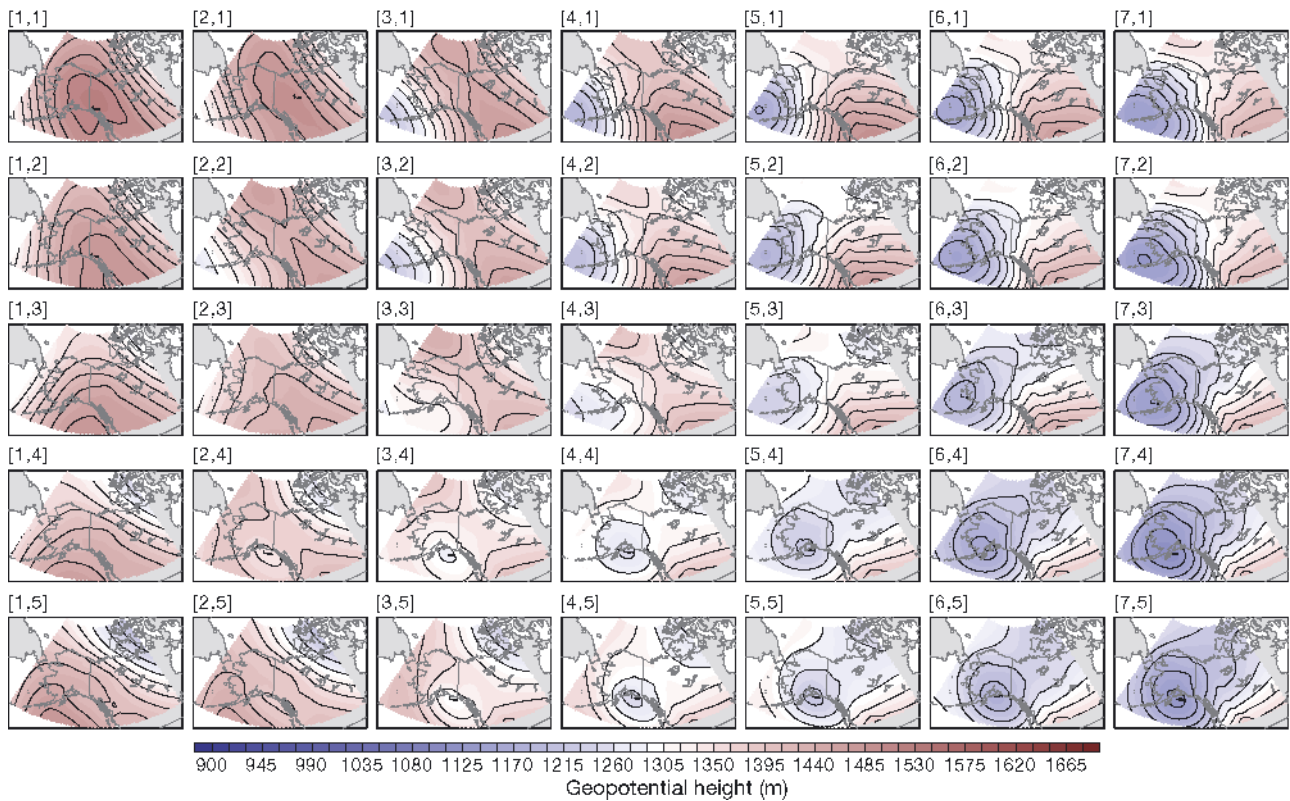 [1,1] [2,1] [3,1] [4,1] [5,1] [6,1] [7,1]
[1,2] [2,2] [3,2] [4,2] [5,2] [6,2] [7,2]
[1,3] [2,3] [3,3] [4,3] [5,3] [6,3] [7,3]
[1,4] [2,4] [3,4] [4,4] [5,4] [6,4] [7,4]
[1,5] [2,5] [3,5] [4,5] [5,5] [6,5] [7,5]
900 945 990 1035 1080 1125 1170 1215 1260 1305 1350 1395 1440 1485 1530 1575 1620 1665
Geopotential height (m)